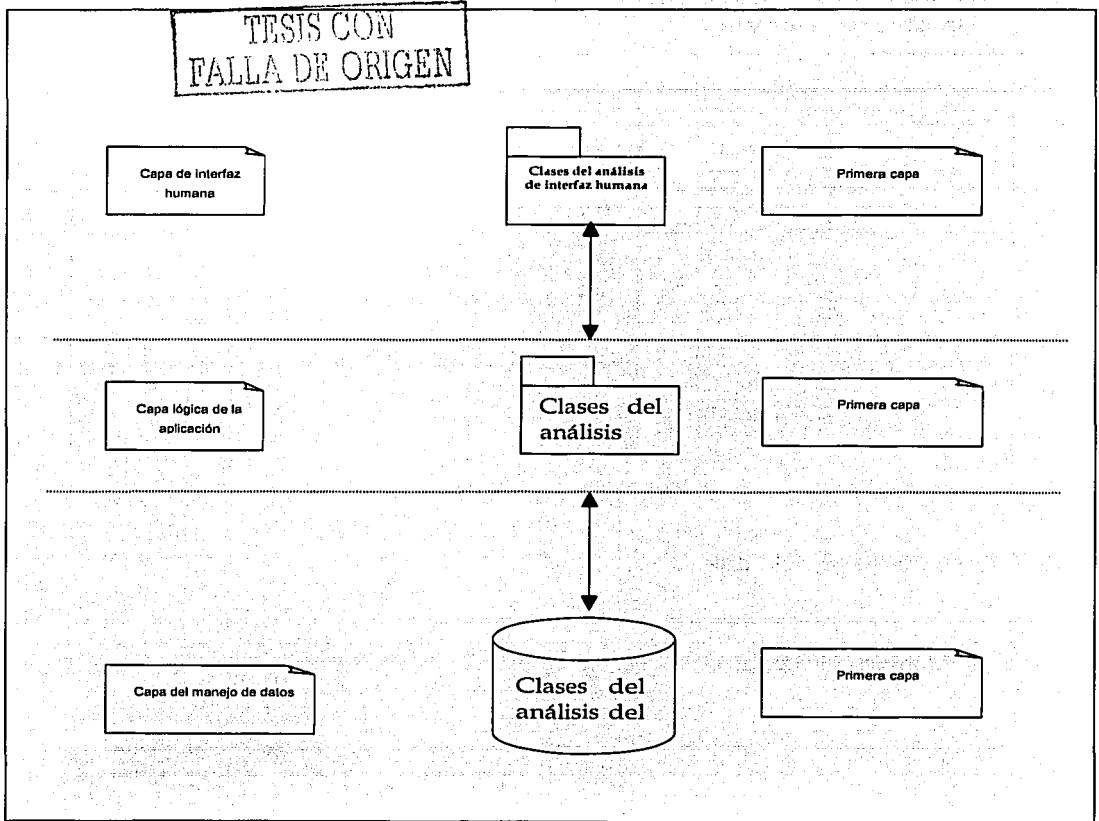 TESIS CON
FALLA DE ORIGEN
Capa de interfaz
humana
Clases del análisis
de interfaz humana
Primera capa
Capa lógica de la
aplicación
Clases del
análisis
Primera capa
Capa del manejo de datos
Clases del
análisis del
Primera capa